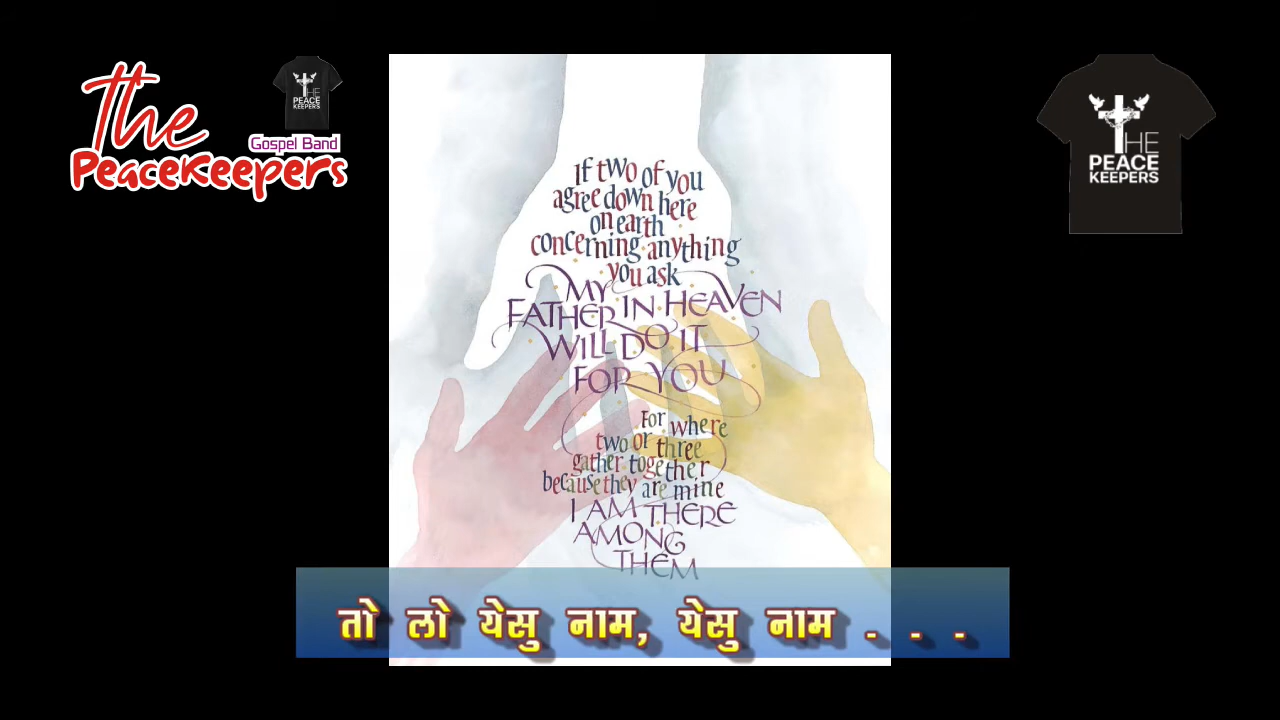 The
PeaceKeepers
Gospel Band
THE
PEACE
KEEPERS
THE
PEACE
KEEPERS
If two of you
agree down here
on earth
concerning anything
you ask
MY
FATHER IN HEAVEN
WILL DO IT
FOR YOU
For where
two or three
gather together
because they are mine
I AM THERE
AMONG
THEM
तो लो येसु नाम, येसु नाम . . .